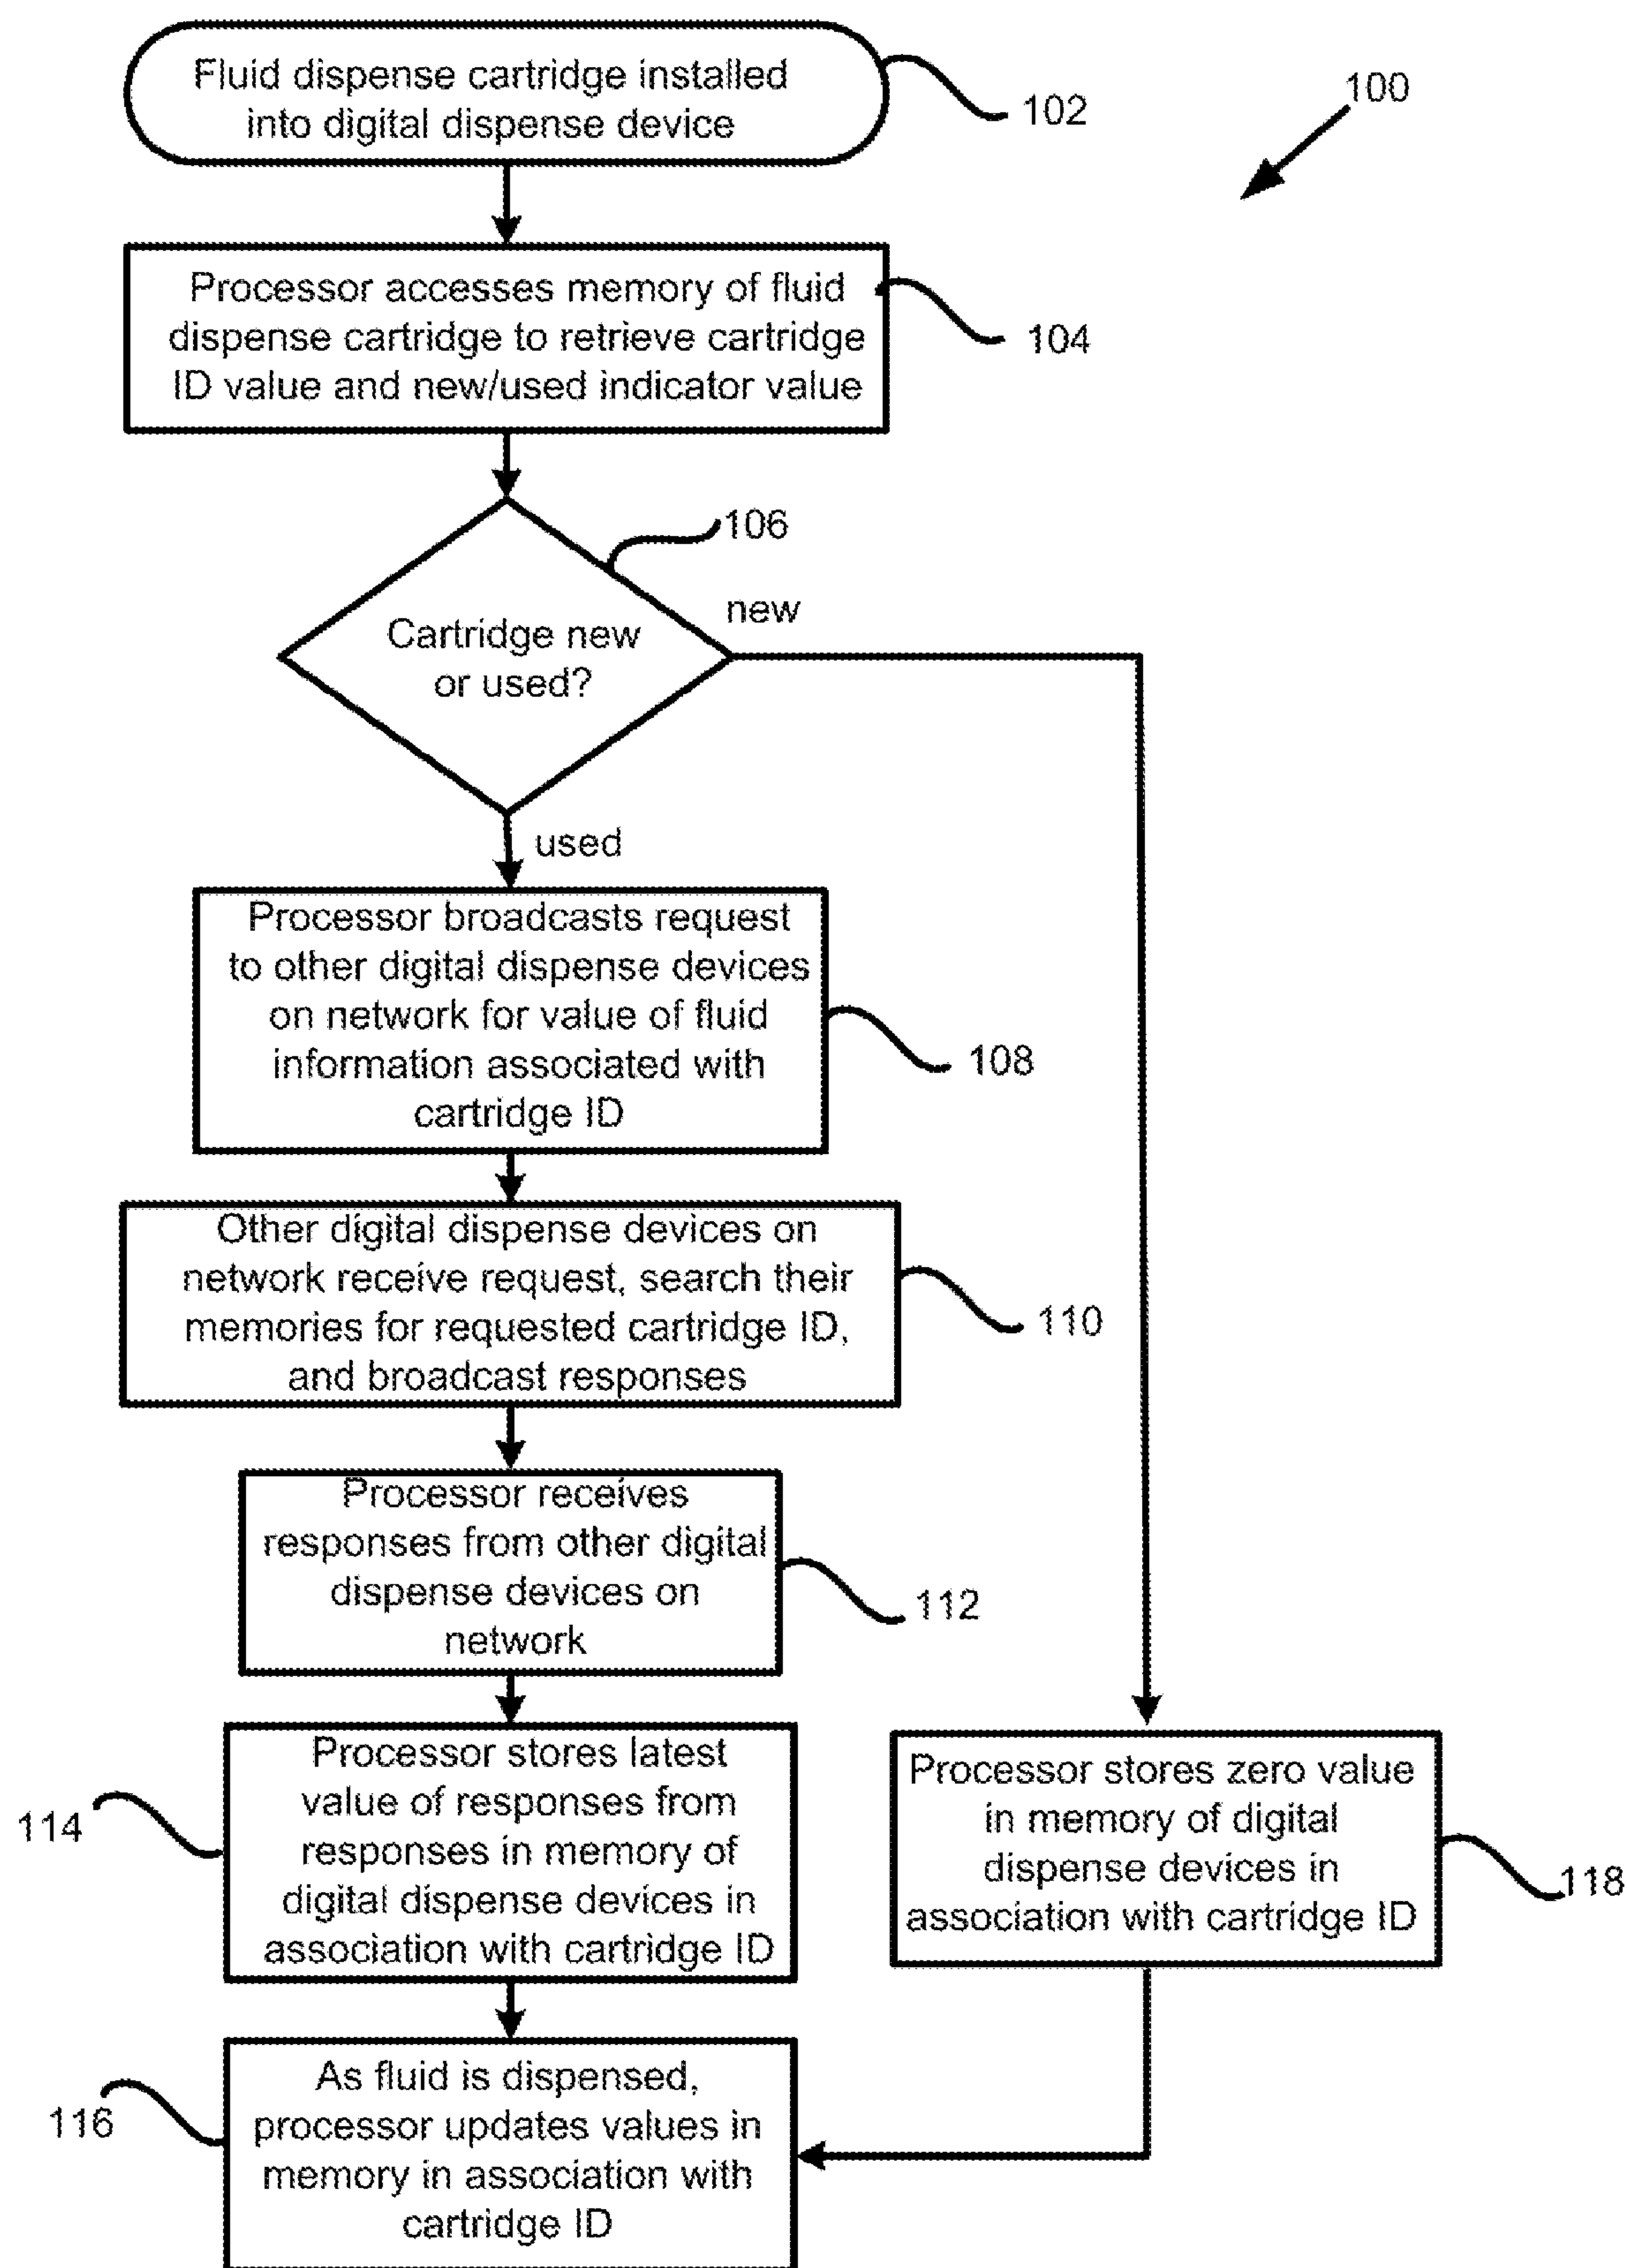 Fluid dispense cartridge installed
into digital dispense device
102
100
Processor accesses memory of fluid
dispense cartridge to retrieve cartridge
ID value and new/used indicator value
104
106
new
Cartridge new
or used?
used
Processor broadcasts request
to other digital dispense devices
on network for value of fluid
information associated with
cartridge ID
108
Other digital dispense devices on
network receive request, search their
memories for requested cartridge ID,
and broadcast responses
110
Processor receives
responses from other digital
dispense devices on
network
112
Processor stores latest
value of responses from
responses in memory of
digital dispense devices in
association with cartridge ID
114
Processor stores zero value
in memory of digital
dispense devices in
association with cartridge ID
118
As fluid is dispensed,
processor updates values in
memory in association with
cartridge ID
116